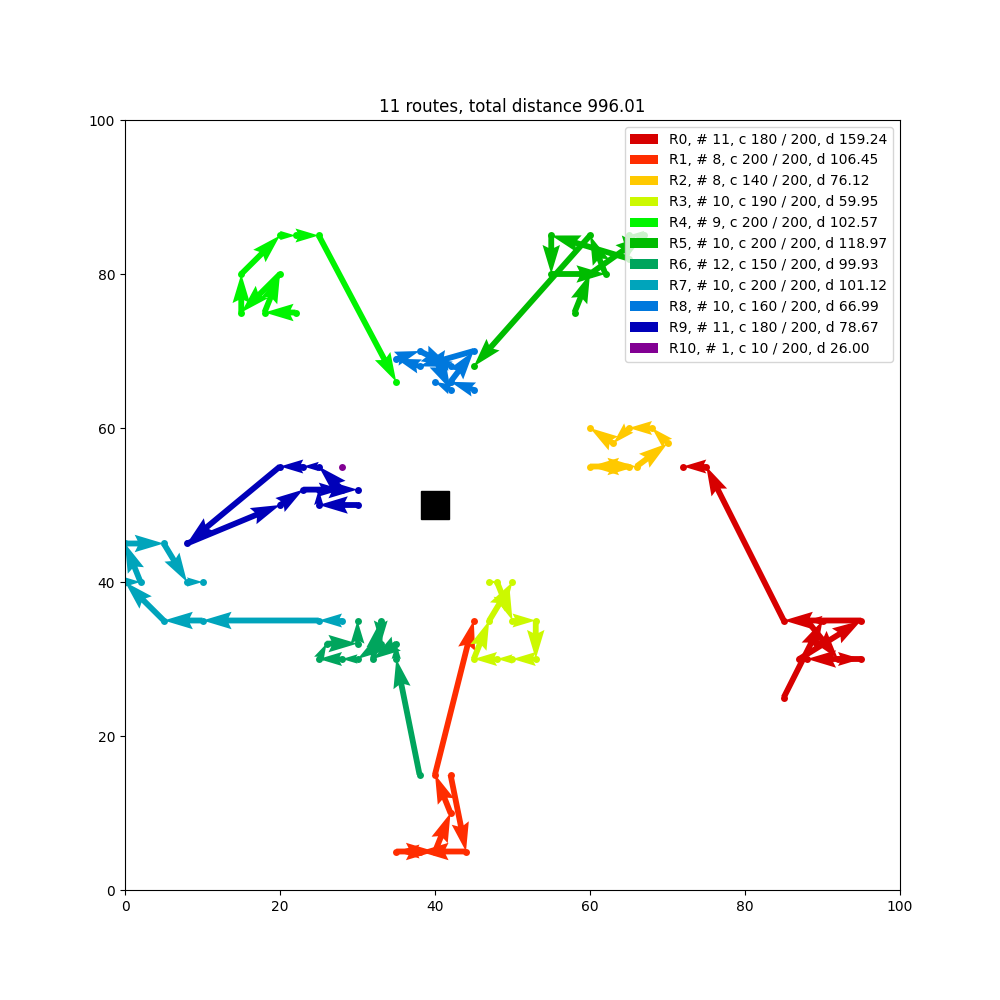 11 routes, total distance 996.01
R0, # 11, c 180 / 200, d 159.24
R1, # 8, c 200 / 200, d 106.45
R2, # 8, c 140 / 200, d 76.12
R3, # 10, c 190 / 200, d 59.95
R4, # 9, c 200 / 200, d 102.57
R5, # 10, c 200 / 200, d 118.97
R6, # 12, c 150 / 200, d 99.93
R7, # 10, c 200 / 200, d 101.12
R8, # 10, c 160 / 200, d 66.99
R9, # 11, c 180 / 200, d 78.67
R10, # 1, c 10 / 200, d 26.00
100
80
60
40
20
0
0 20 40 60 80 100